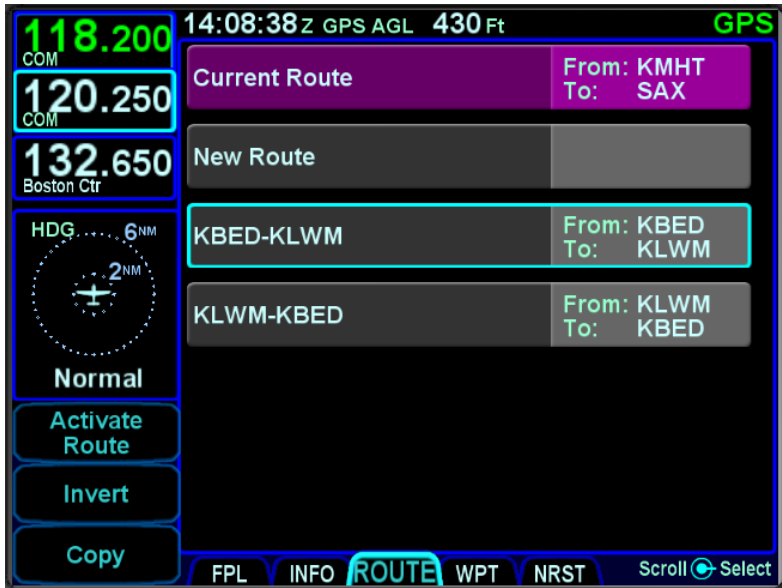 118.200
COM
14:08:38 Z GPS AGL 430 Ft
GPS
120.250
COM
132.650
Boston Ctr
HDG
6NM
2NM
Normal
Activate
Route
Invert
Copy
Current Route
From: KMHT
To: SAX
New Route
KBED-KLWM
From: KBED
To: KLWM
KLWM-KBED
From: KLWM
To: KBED
FPL INFO ROUTE WPT NRST
Scroll Select